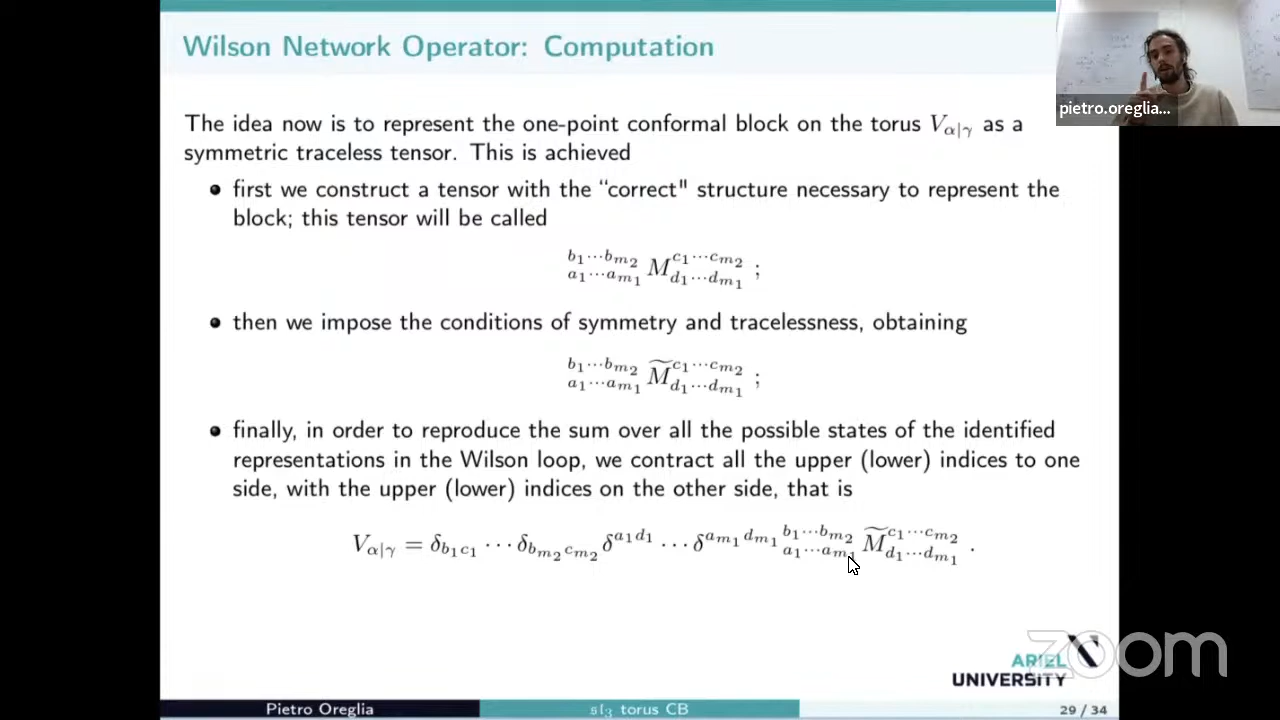 Wilson Network Operator: Computation
pietro.oreglia...
The idea now is to represent the one-point conformal block on the torus V_{α|γ} as a
symmetric traceless tensor. This is achieved
first we construct a tensor with the “correct" structure necessary to represent the
block; this tensor will be called
^{b_1⋯b_{m_2}}_{a_1⋯a_{m_1}} M^{c_1⋯c_{m_2}}_{d_1⋯d_{m_1}} ;
then we impose the conditions of symmetry and tracelessness, obtaining
^{b_1⋯b_{m_2}}_{a_1⋯a_{m_1}} \widetilde{M}^{c_1⋯c_{m_2}}_{d_1⋯d_{m_1}} ;
finally, in order to reproduce the sum over all the possible states of the identified
representations in the Wilson loop, we contract all the upper (lower) indices to one
side, with the upper (lower) indices on the other side, that is
V_{α|γ} = δ_{b_1c_1} ⋯ δ_{b_{m_2}c_{m_2}} δ^{a_1d_1} ⋯ δ^{a_{m_1}d_{m_1}} ^{b_1⋯b_{m_2}}_{a_1⋯a_{m_1}} \widetilde{M}^{c_1⋯c_{m_2}}_{d_1⋯d_{m_1}} .
zoom
ARIEL
UNIVERSITY
Pietro Oreglia
𝔰𝔩_3 torus CB
29 / 34